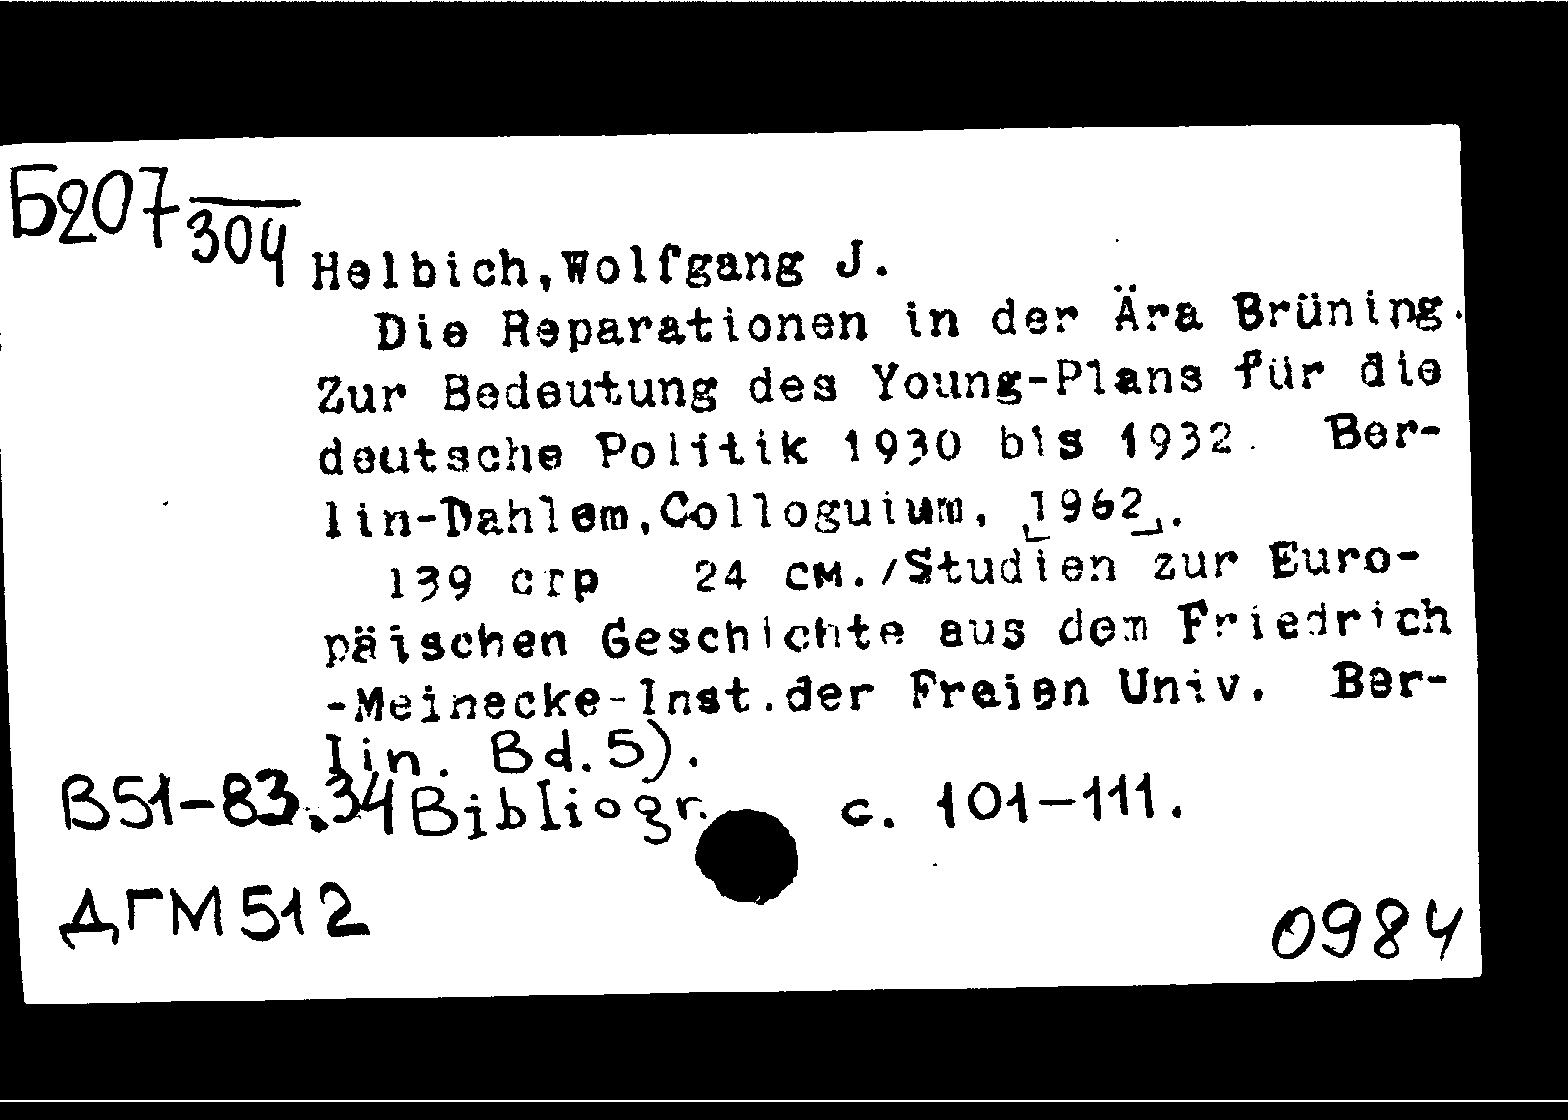 Б207 304
Helbich,Wolfgang J.
Die Reparationen in der Ära Brüning.
Zur Bedeutung des Young-Plans für die
deutsche Politik 1930 bis 1932. Ber-
lin-Dahlem,Colloguium, [1962].
139 стр 24 см./Studien zur Euro-
päischen Geschichte aus dem Friedrich
-Meinecke-Inst.der Freien Univ. Ber-
lin. Bd.5).
B51-83.34 Bibliogr. с. 101-111.
ДГМ512
0984